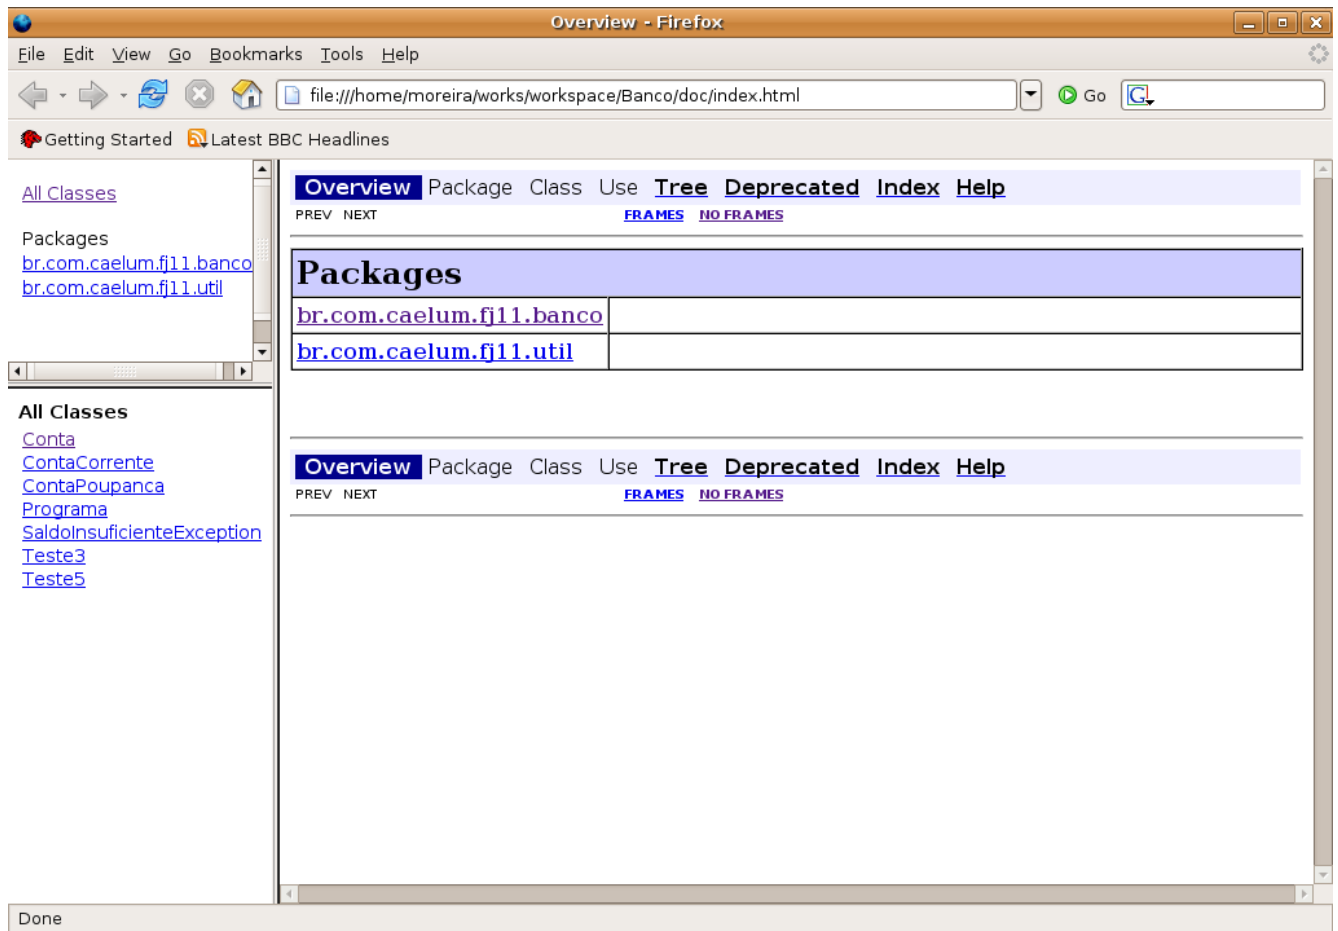 Overview - Firefox
File Edit View Go Bookmarks Tools Help
file:///home/moreira/works/workspace/Banco/doc/index.html Go G
Getting Started Latest BBC Headlines
All Classes
Packages
br.com.caelum.fj11.banco
br.com.caelum.fj11.util
All Classes
Conta
ContaCorrente
ContaPoupanca
Programa
SaldoInsuficienteException
Teste3
Teste5
Overview Package Class Use Tree Deprecated Index Help
PREV NEXT FRAMES NO FRAMES
Packages
br.com.caelum.fj11.banco
br.com.caelum.fj11.util
Overview Package Class Use Tree Deprecated Index Help
PREV NEXT FRAMES NO FRAMES
Done